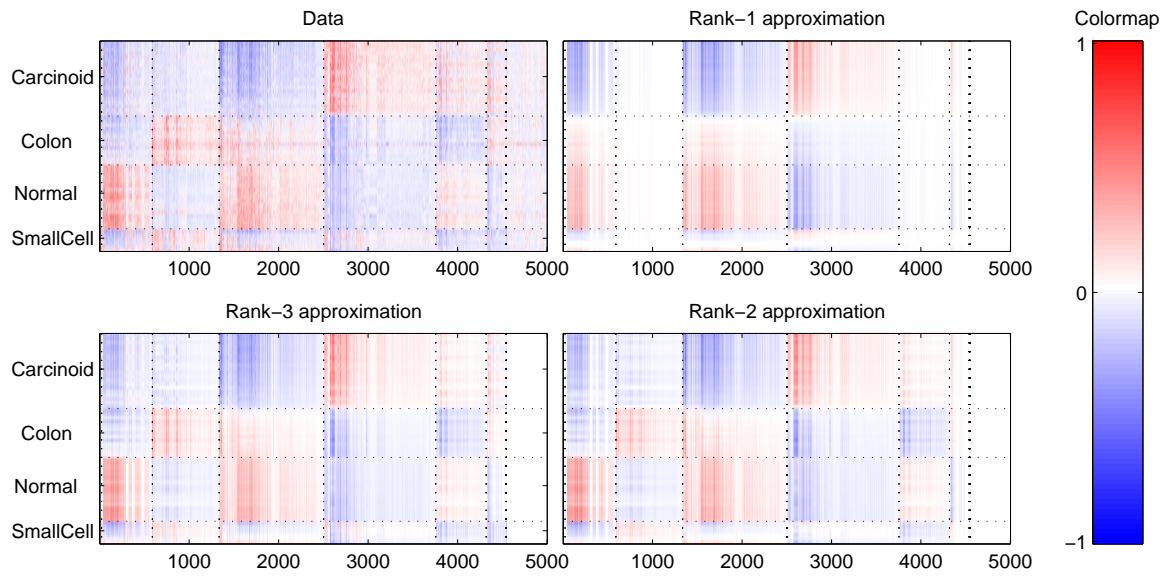 Data
Rank−1 approximation
Colormap
Carcinoid
Colon
Normal
SmallCell
1000 2000 3000 4000 5000
1000 2000 3000 4000 5000
1
0
−1
Rank−3 approximation
Rank−2 approximation
Carcinoid
Colon
Normal
SmallCell
1000 2000 3000 4000 5000
1000 2000 3000 4000 5000